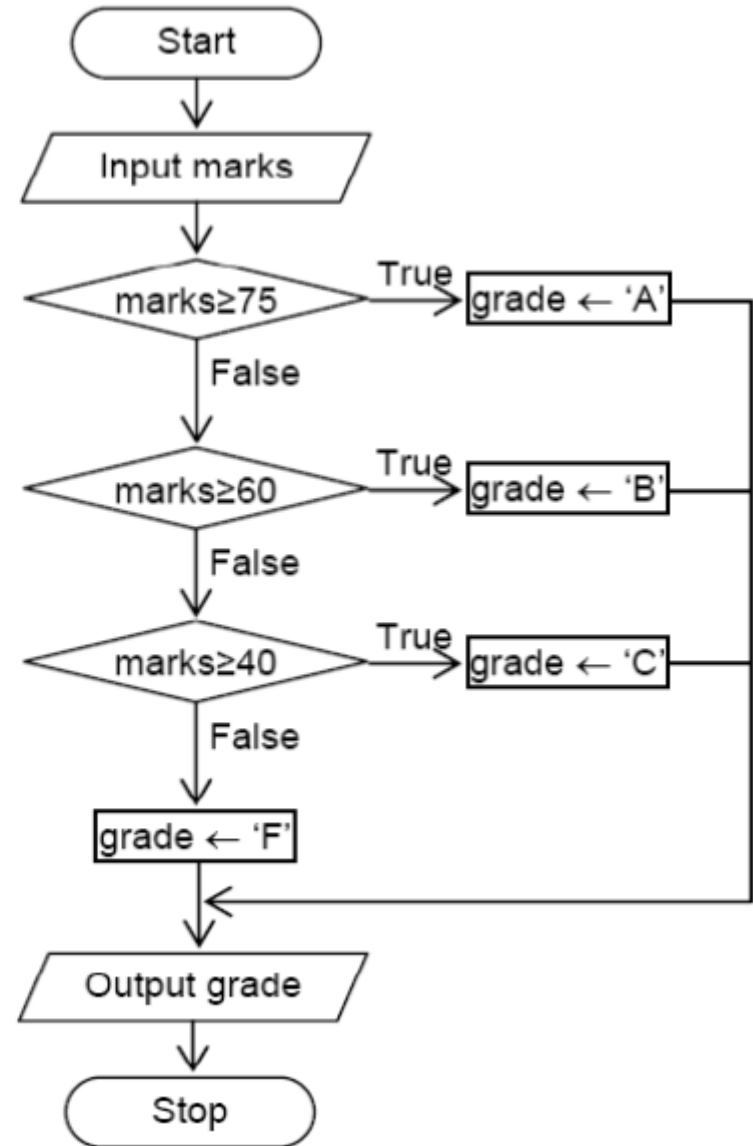 Start
Input marks
marks≥75
True
grade ← ‘A’
False
marks≥60
True
grade ← ‘B’
False
marks≥40
True
grade ← ‘C’
False
grade ← ‘F’
Output grade
Stop